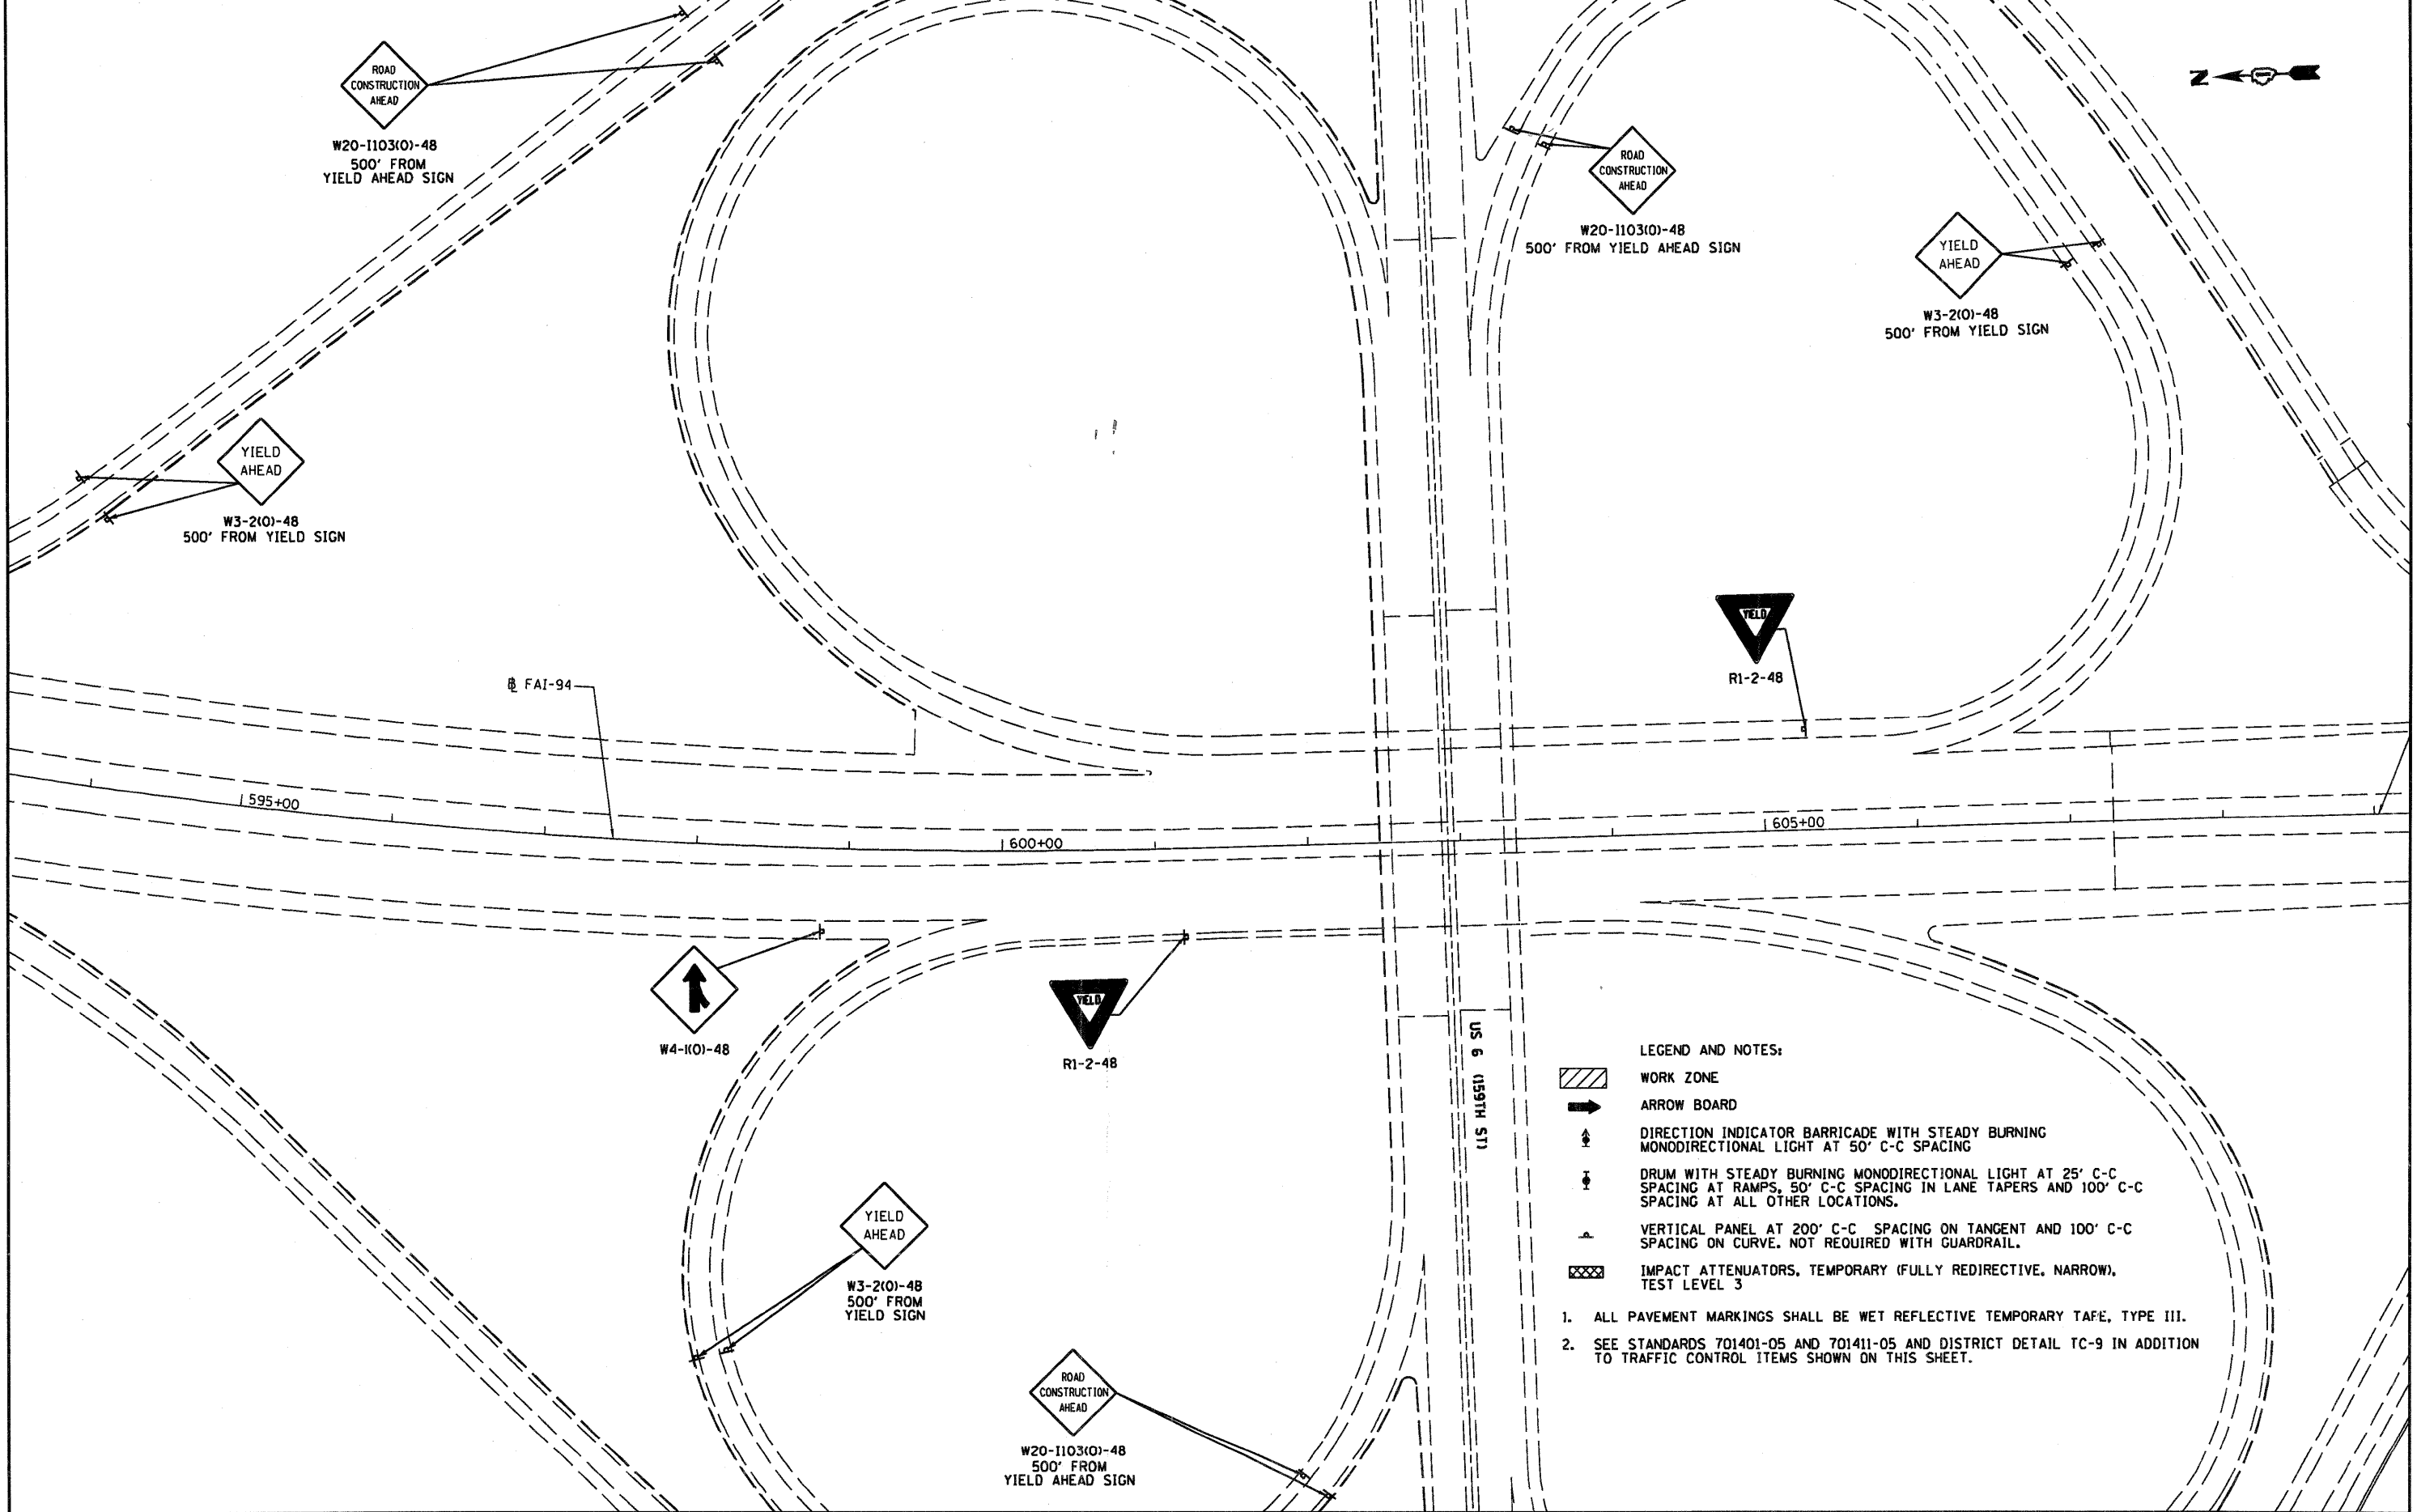 ROAD
CONSTRUCTION
AHEAD
W20-I103(O)-48
500' FROM
YIELD AHEAD SIGN
N
ROAD
CONSTRUCTION
AHEAD
W20-I103(O)-48
500' FROM YIELD AHEAD SIGN
YIELD
AHEAD
W3-2(O)-48
500' FROM YIELD SIGN
YIELD
AHEAD
W3-2(O)-48
500' FROM YIELD SIGN
YIELD
R1-2-48
℄ FAI-94
595+00
600+00
605+00
W4-1(O)-48
YIELD
R1-2-48
US 6 (159TH ST)
YIELD
AHEAD
W3-2(O)-48
500' FROM
YIELD SIGN
ROAD
CONSTRUCTION
AHEAD
W20-I103(O)-48
500' FROM
YIELD AHEAD SIGN
LEGEND AND NOTES:
WORK ZONE
ARROW BOARD
DIRECTION INDICATOR BARRICADE WITH STEADY BURNING
MONODIRECTIONAL LIGHT AT 50' C-C SPACING
DRUM WITH STEADY BURNING MONODIRECTIONAL LIGHT AT 25' C-C
SPACING AT RAMPS, 50' C-C SPACING IN LANE TAPERS AND 100' C-C
SPACING AT ALL OTHER LOCATIONS.
VERTICAL PANEL AT 200' C-C SPACING ON TANGENT AND 100' C-C
SPACING ON CURVE. NOT REQUIRED WITH GUARDRAIL.
IMPACT ATTENUATORS, TEMPORARY (FULLY REDIRECTIVE, NARROW),
TEST LEVEL 3
1. ALL PAVEMENT MARKINGS SHALL BE WET REFLECTIVE TEMPORARY TAPE, TYPE III.
2. SEE STANDARDS 701401-05 AND 701411-05 AND DISTRICT DETAIL TC-9 IN ADDITION
TO TRAFFIC CONTROL ITEMS SHOWN ON THIS SHEET.